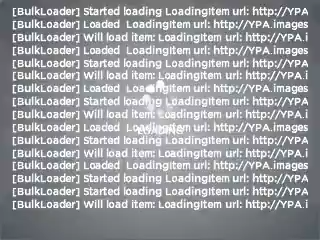 [BulkLoader] Started loading LoadingItem url: http://YPA
[BulkLoader] Loaded LoadingItem url: http://YPA.images
[BulkLoader] Will load item: LoadingItem url: http://YPA.i
[BulkLoader] Loaded LoadingItem url: http://YPA.images
[BulkLoader] Started loading LoadingItem url: http://YPA
[BulkLoader] Will load item: LoadingItem url: http://YPA.i
[BulkLoader] Loaded LoadingItem url: http://YPA.images
[BulkLoader] Started loading LoadingItem url: http://YPA
[BulkLoader] Will load item: LoadingItem url: http://YPA.i
[BulkLoader] Loaded LoadingItem url: http://YPA.images
LOADING
[BulkLoader] Started loading LoadingItem url: http://YPA
[BulkLoader] Will load item: LoadingItem url: http://YPA.i
[BulkLoader] Loaded LoadingItem url: http://YPA.images
[BulkLoader] Started loading LoadingItem url: http://YPA
[BulkLoader] Started loading LoadingItem url: http://YPA
[BulkLoader] Will load item: LoadingItem url: http://YPA.i